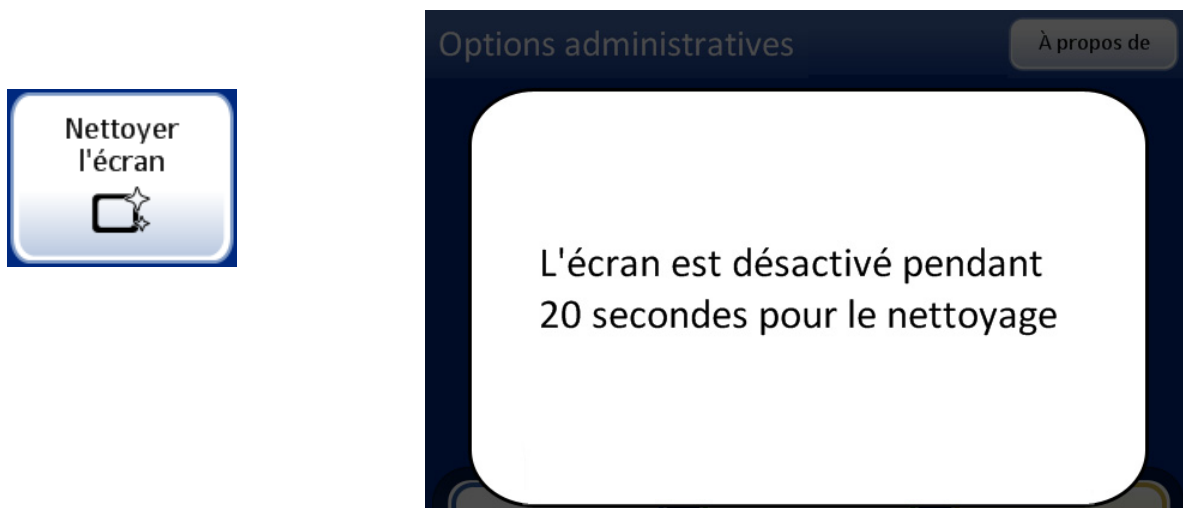 Nettoyer
l'écran
Options administratives
À propos de
L'écran est désactivé pendant
20 secondes pour le nettoyage